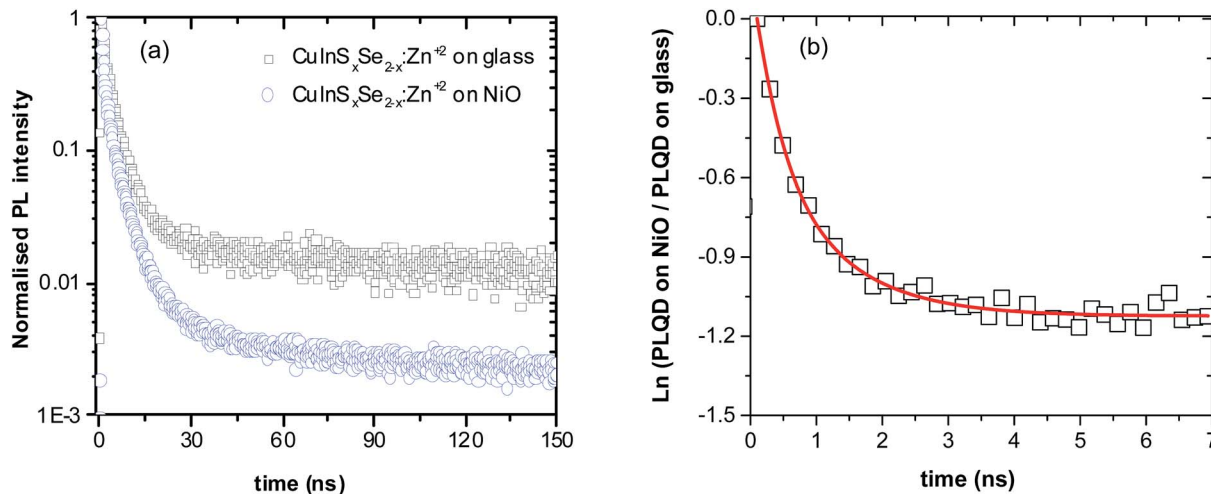 (a)
CuInSₓSe₂₋ₓ:Zn⁺² on glass
CuInSₓSe₂₋ₓ:Zn⁺² on NiO
Normalised PL intensity
1
0.1
0.01
1E-3
0 30 60 90 120 150
time (ns)
(b)
Ln (PLQD on NiO / PLQD on glass)
0.0
-0.3
-0.6
-0.9
-1.2
-1.5
0 1 2 3 4 5 6 7
time (ns)